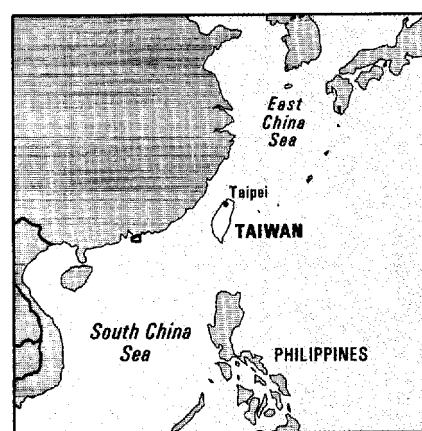 East
China
Sea
Taipei
TAIWAN
South China
Sea
PHILIPPINES